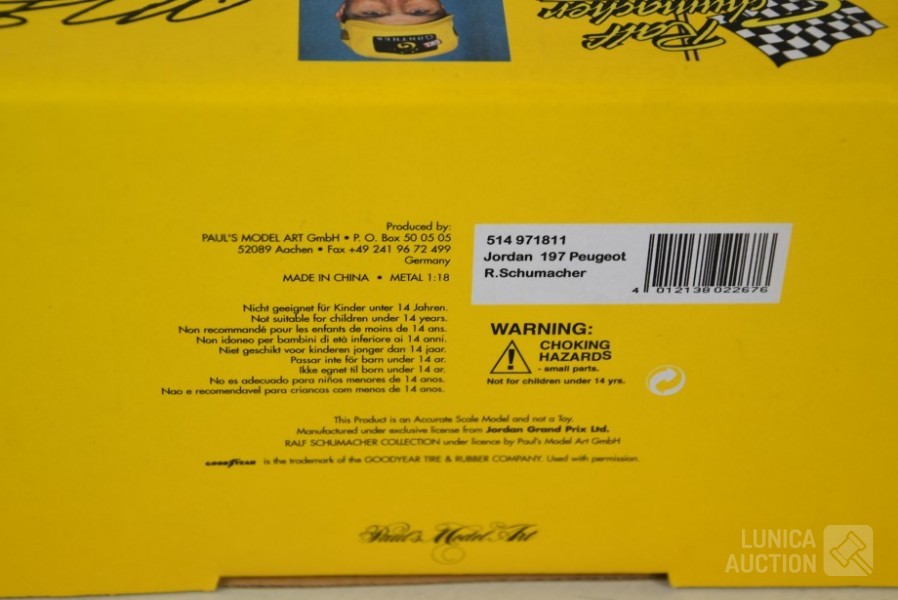 Ralf
Schumacher
GÜNTHER
Produced by:
PAUL'S MODEL ART GmbH • P. O. Box 50 05 05
52089 Aachen • Fax +49 241 96 72 499
Germany
MADE IN CHINA • METAL 1:18
514 971811
Jordan 197 Peugeot
R.Schumacher
4 012138 022676
Nicht geeignet für Kinder unter 14 Jahren.
Not suitable for children under 14 years.
Non recommandé pour les enfants de moins de 14 ans.
Non idoneo per bambini di età inferiore ai 14 anni.
Niet geschikt voor kinderen jonger dan 14 jaar.
Passar inte för barn under 14 ar.
Ikke egnet til born under 14 ar.
No es adecuado para niños menores de 14 anos.
Nao e recomendavel para criancas com menos de 14 anos.
WARNING:
CHOKING
HAZARDS
- small parts.
Not for children under 14 yrs.
This Product is an Accurate Scale Model and not a Toy.
Manufactured under exclusive license from Jordan Grand Prix Ltd.
RALF SCHUMACHER COLLECTION under licence by Paul's Model Art GmbH
GOODYEAR is the trademark of the GOODYEAR TIRE & RUBBER COMPANY. Used with permission.
Paul's Model Art
LUNICA
AUCTION